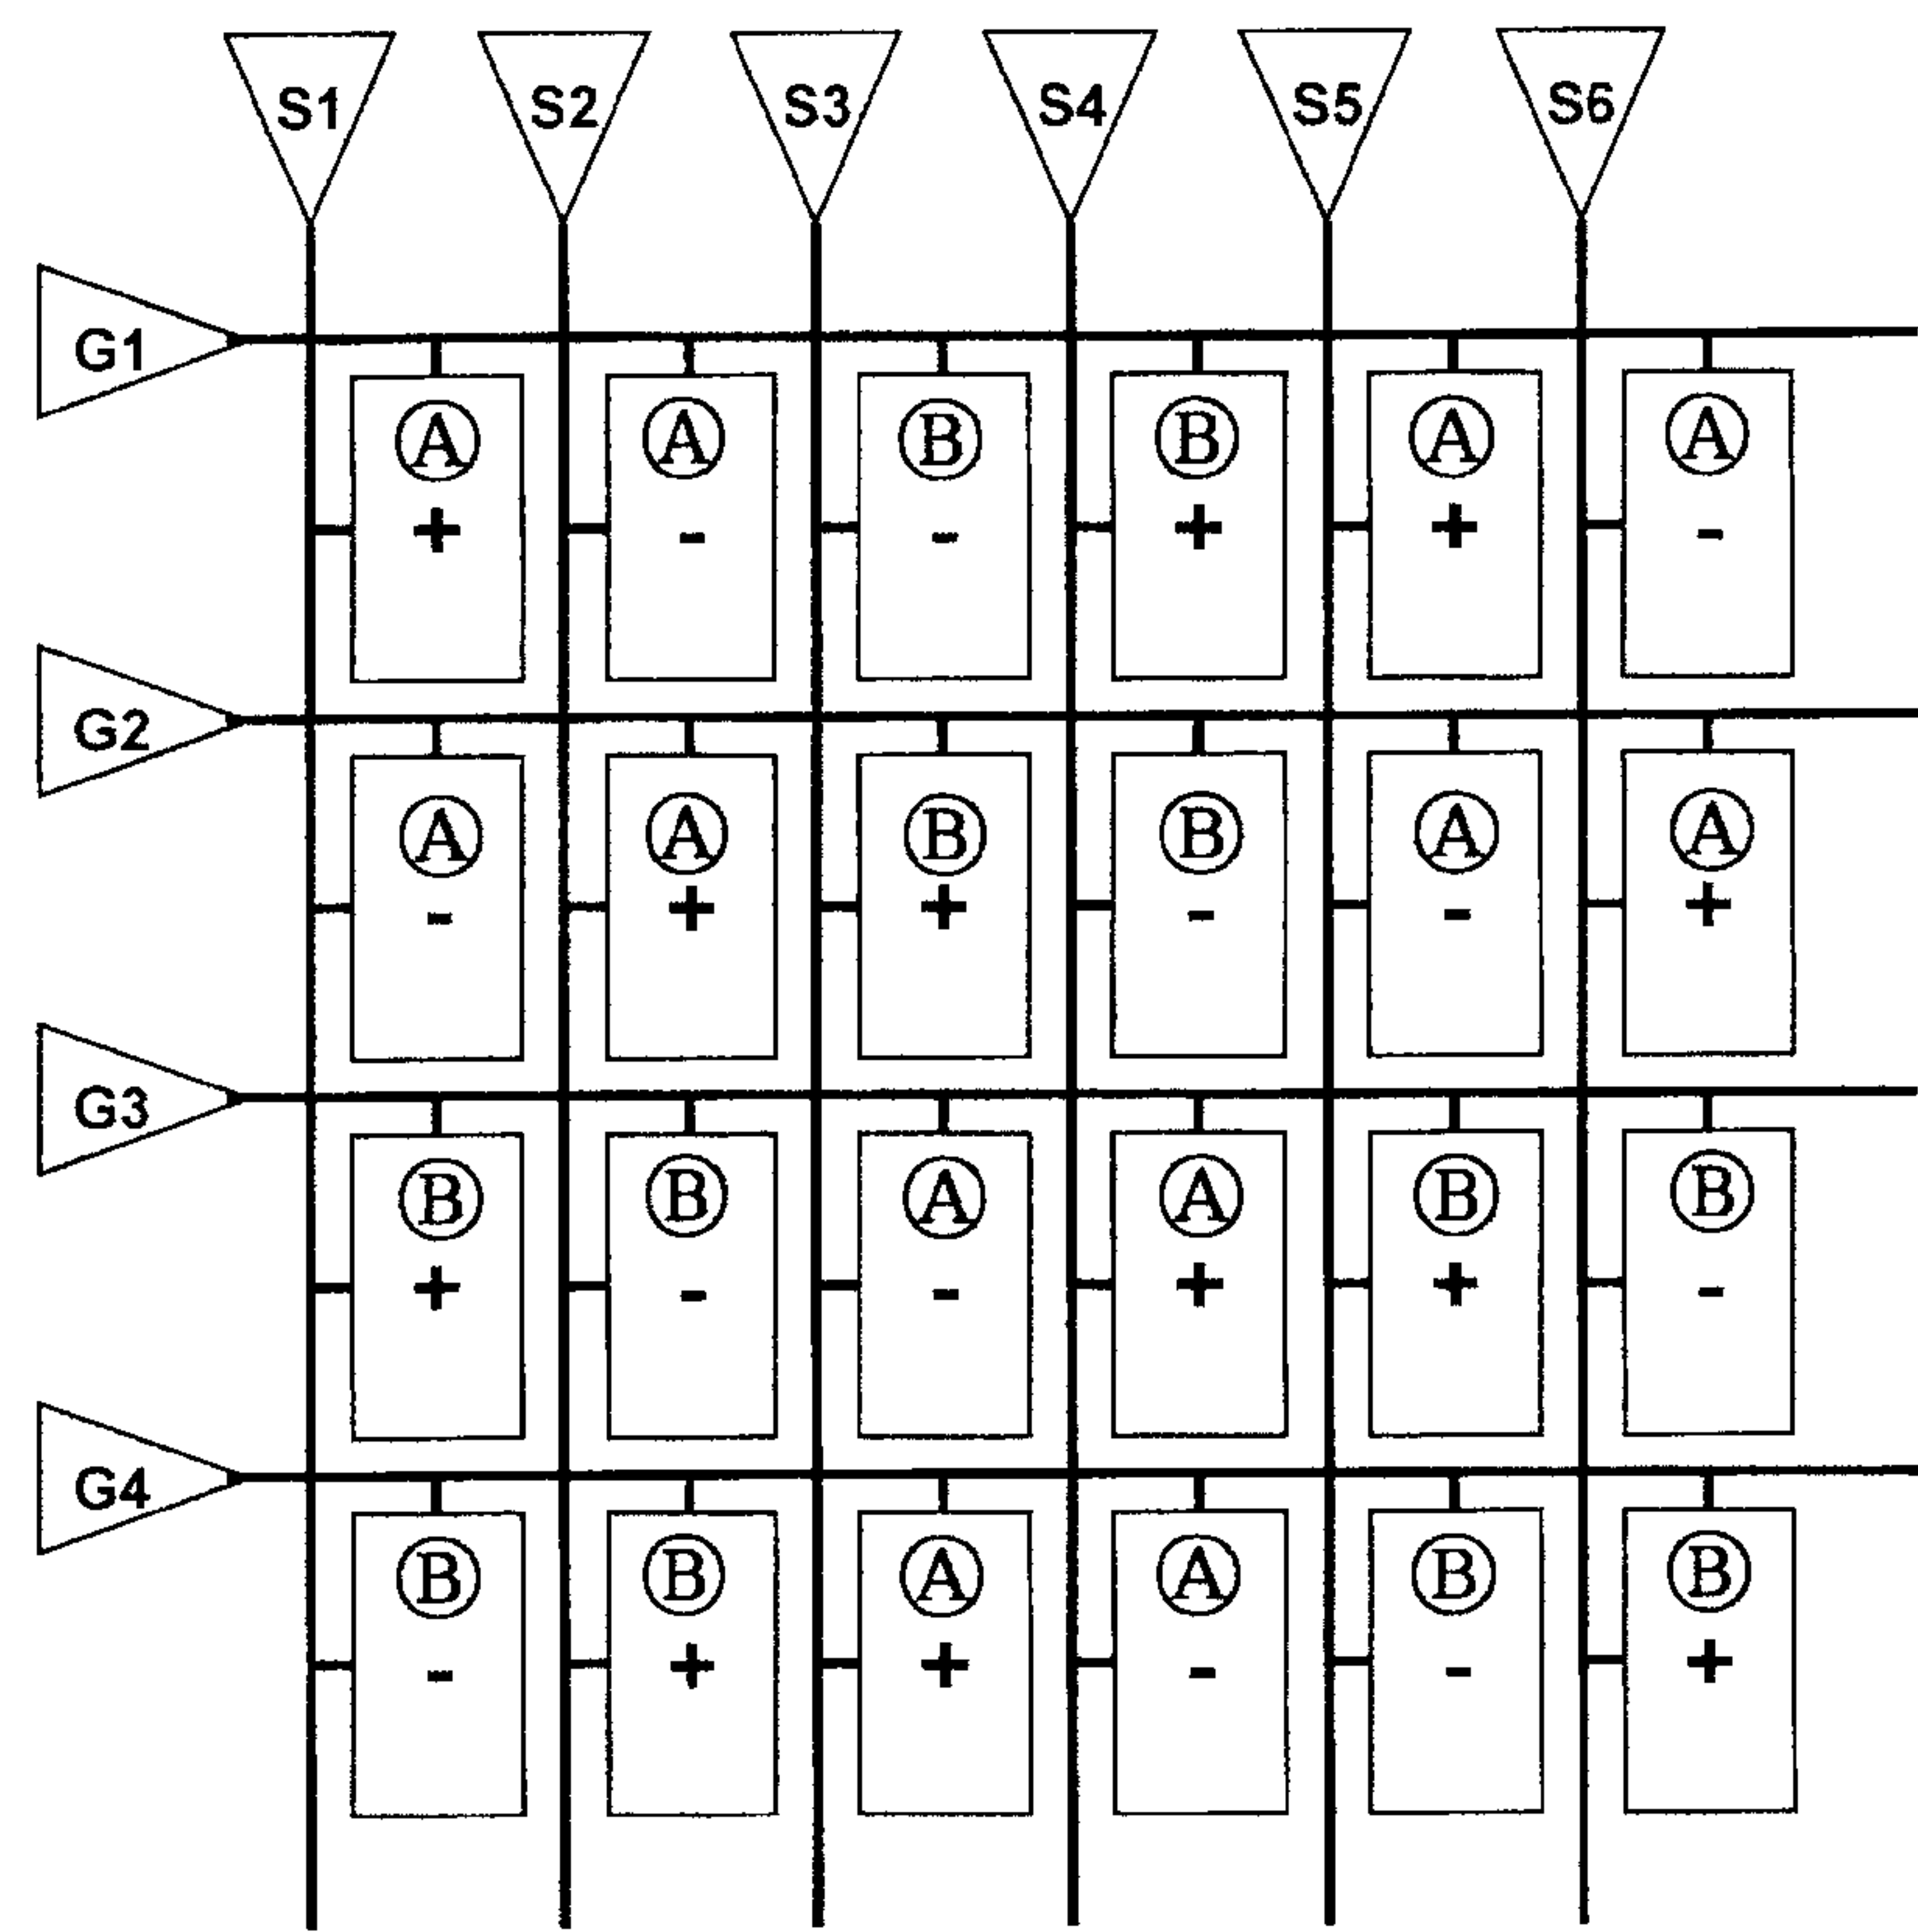 S1 S2 S3 S4 S5 S6
G1
Ⓐ Ⓐ Ⓑ Ⓑ Ⓐ Ⓐ
+ - - + + -
G2
Ⓐ Ⓐ Ⓑ Ⓑ Ⓐ Ⓐ
- + + - - +
G3
Ⓑ Ⓑ Ⓐ Ⓐ Ⓑ Ⓑ
+ - - + + -
G4
Ⓑ Ⓑ Ⓐ Ⓐ Ⓑ Ⓑ
- + + - - +